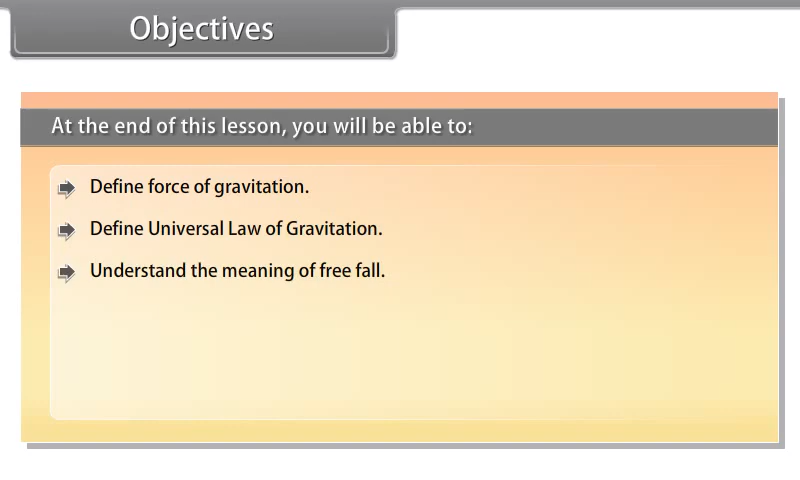 Objectives
At the end of this lesson, you will be able to:
Define force of gravitation.
Define Universal Law of Gravitation.
Understand the meaning of free fall.